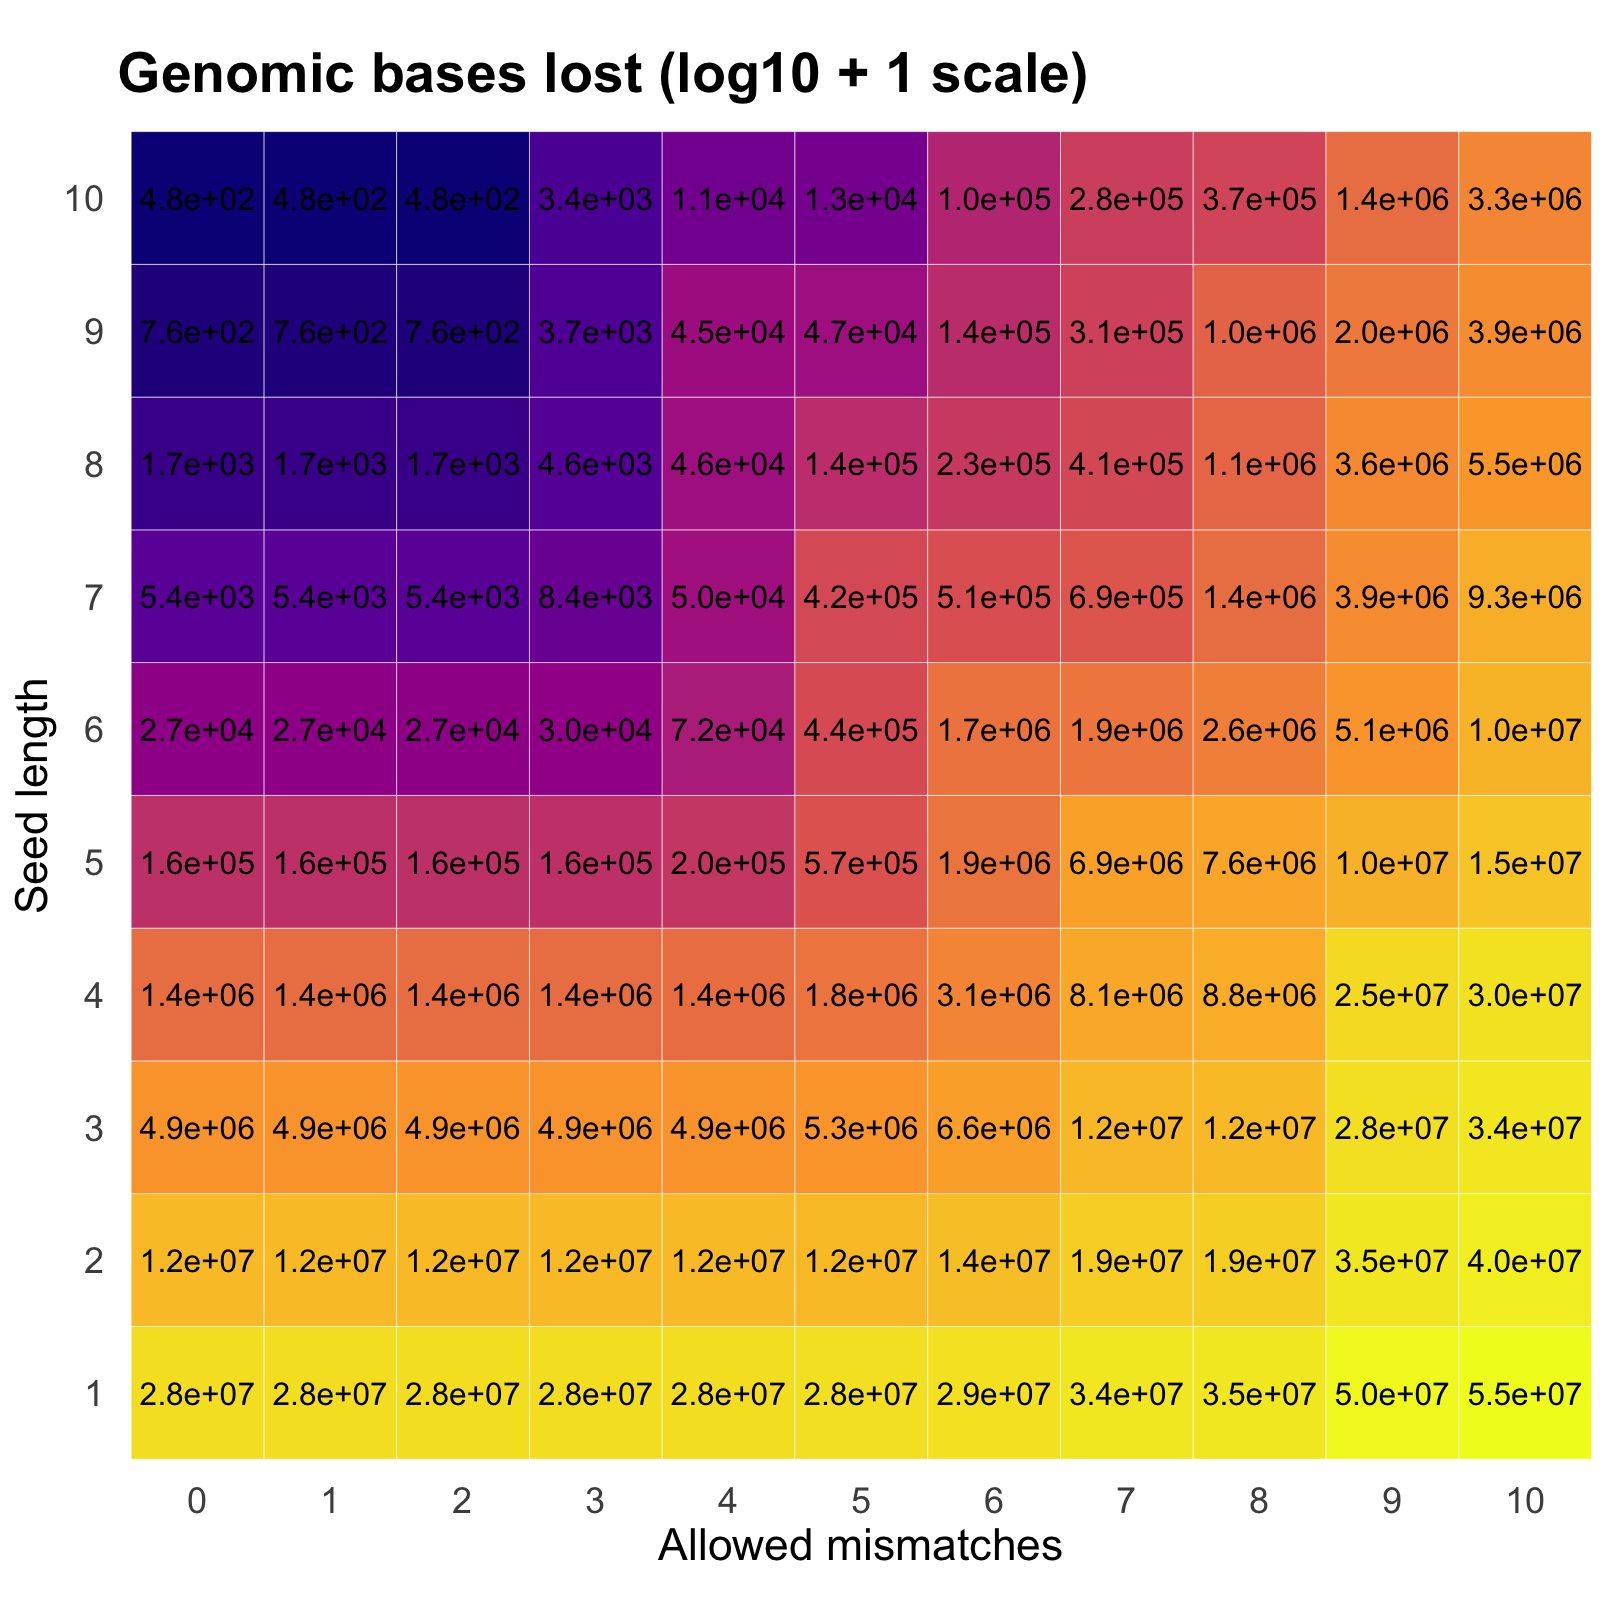 Genomic bases lost (log10 + 1 scale)
10 4.8e+02 4.8e+02 4.8e+02 3.4e+03 1.1e+04 1.3e+04 1.0e+05 2.8e+05 3.7e+05 1.4e+06 3.3e+06
9 7.6e+02 7.6e+02 7.6e+02 3.7e+03 4.5e+04 4.7e+04 1.4e+05 3.1e+05 1.0e+06 2.0e+06 3.9e+06
8 1.7e+03 1.7e+03 1.7e+03 4.6e+03 4.6e+04 1.4e+05 2.3e+05 4.1e+05 1.1e+06 3.6e+06 5.5e+06
7 5.4e+03 5.4e+03 5.4e+03 8.4e+03 5.0e+04 4.2e+05 5.1e+05 6.9e+05 1.4e+06 3.9e+06 9.3e+06
6 2.7e+04 2.7e+04 2.7e+04 3.0e+04 7.2e+04 4.4e+05 1.7e+06 1.9e+06 2.6e+06 5.1e+06 1.0e+07
5 1.6e+05 1.6e+05 1.6e+05 1.6e+05 2.0e+05 5.7e+05 1.9e+06 6.9e+06 7.6e+06 1.0e+07 1.5e+07
4 1.4e+06 1.4e+06 1.4e+06 1.4e+06 1.4e+06 1.8e+06 3.1e+06 8.1e+06 8.8e+06 2.5e+07 3.0e+07
3 4.9e+06 4.9e+06 4.9e+06 4.9e+06 4.9e+06 5.3e+06 6.6e+06 1.2e+07 1.2e+07 2.8e+07 3.4e+07
2 1.2e+07 1.2e+07 1.2e+07 1.2e+07 1.2e+07 1.2e+07 1.4e+07 1.9e+07 1.9e+07 3.5e+07 4.0e+07
1 2.8e+07 2.8e+07 2.8e+07 2.8e+07 2.8e+07 2.8e+07 2.9e+07 3.4e+07 3.5e+07 5.0e+07 5.5e+07
0 1 2 3 4 5 6 7 8 9 10
Allowed mismatches
Seed length